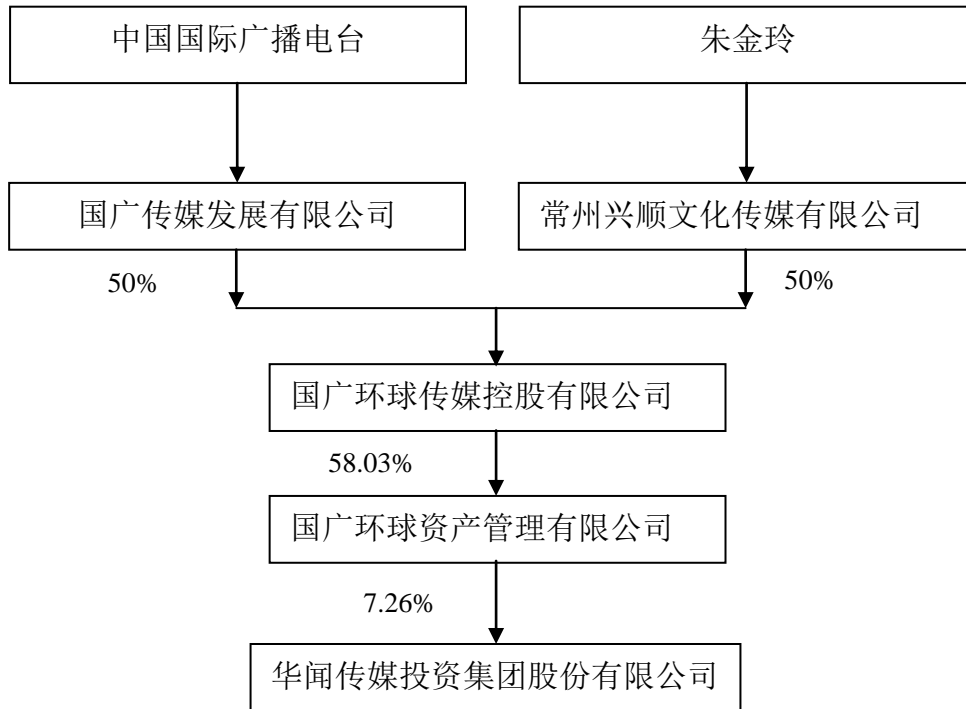 中国国际广播电台
朱金玲
国广传媒发展有限公司
常州兴顺文化传媒有限公司
50%
50%
国广环球传媒控股有限公司
58.03%
国广环球资产管理有限公司
7.26%
华闻传媒投资集团股份有限公司